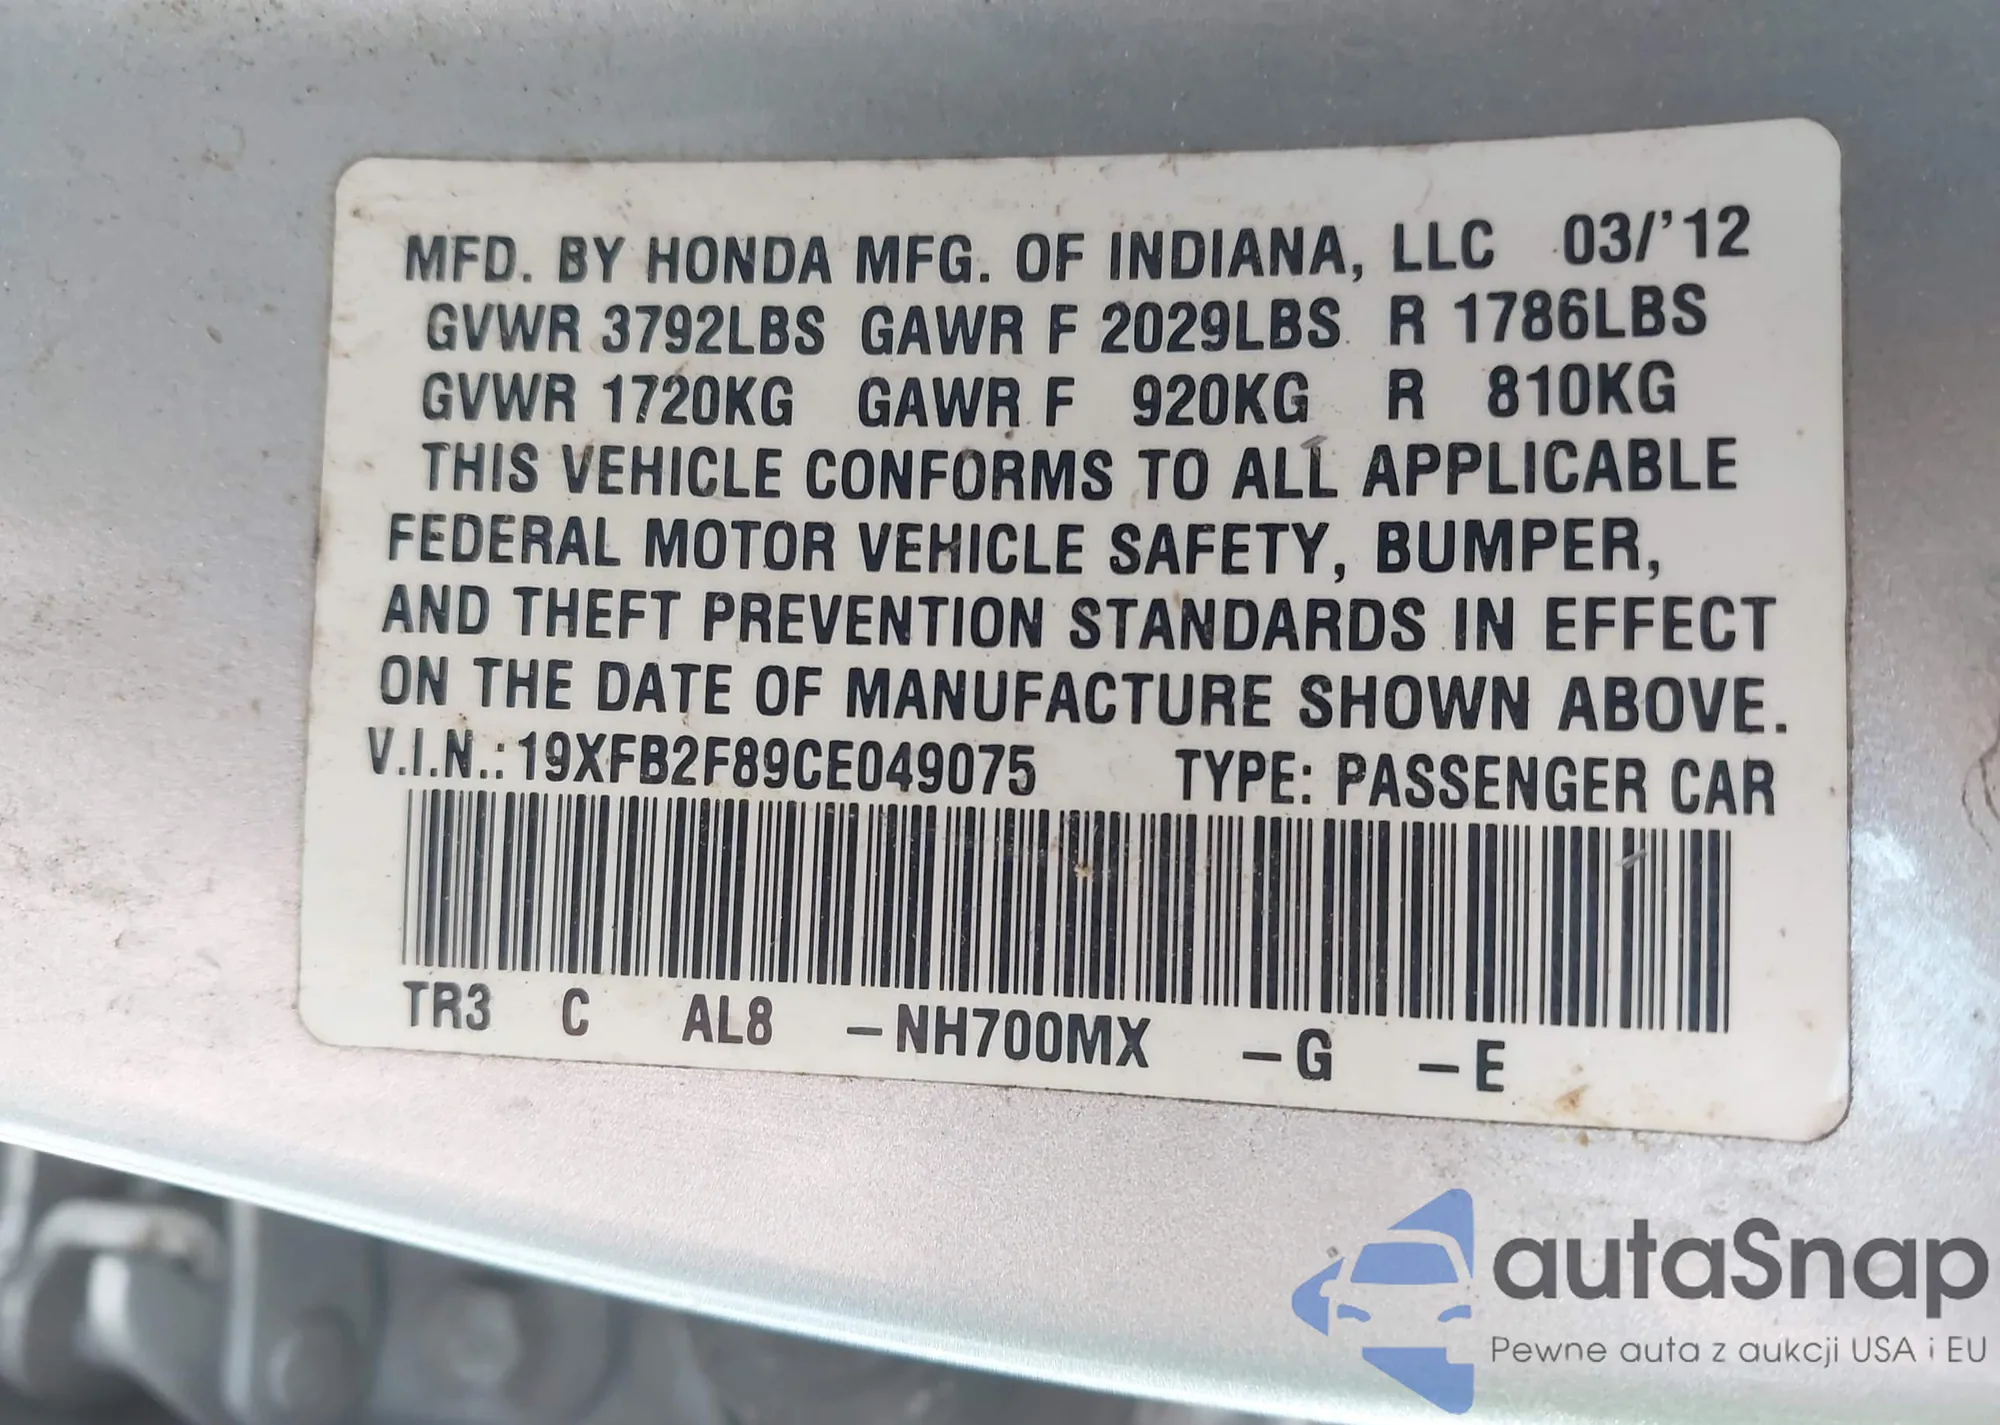 MFD. BY HONDA MFG. OF INDIANA, LLC 03/'12
GVWR 3792LBS GAWR F 2029LBS R 1786LBS
GVWR 1720KG GAWR F 920KG R 810KG
THIS VEHICLE CONFORMS TO ALL APPLICABLE
FEDERAL MOTOR VEHICLE SAFETY, BUMPER,
AND THEFT PREVENTION STANDARDS IN EFFECT
ON THE DATE OF MANUFACTURE SHOWN ABOVE.
V.I.N.: 19XFB2F89CE049075 TYPE: PASSENGER CAR
TR3 C AL8 -NH700MX -G -E
autaSnap
Pewne auta z aukcji USA i EU